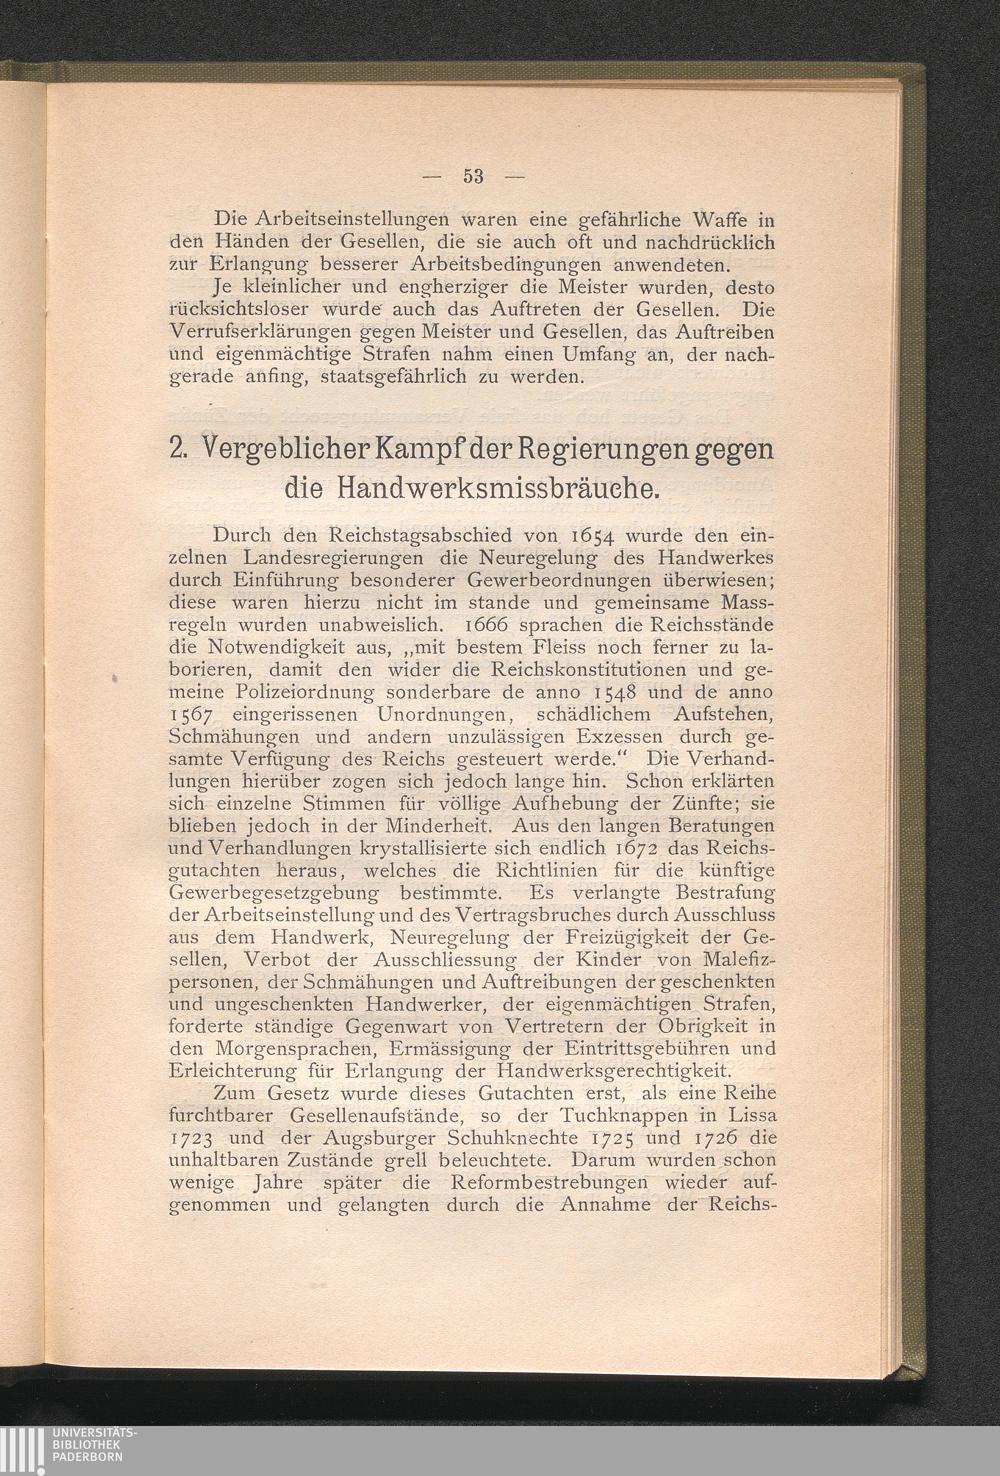 — 53 —
Die Arbeitseinstellungen waren eine gefährliche Waffe in
den Händen der Gesellen, die sie auch oft und nachdrücklich
zur Erlangung besserer Arbeitsbedingungen anwendeten.
Je kleinlicher und engherziger die Meister wurden, desto
rücksichtsloser wurde auch das Auftreten der Gesellen. Die
Verrufserklärungen gegen Meister und Gesellen, das Auftreiben
und eigenmächtige Strafen nahm einen Umfang an, der nach-
gerade anfing, staatsgefährlich zu werden.
2. Vergeblicher Kampf der Regierungen gegen
die Handwerksmissbräuche.
Durch den Reichstagsabschied von 1654 wurde den ein-
zelnen Landesregierungen die Neuregelung des Handwerkes
durch Einführung besonderer Gewerbeordnungen überwiesen;
diese waren hierzu nicht im stande und gemeinsame Mass-
regeln wurden unabweislich. 1666 sprachen die Reichsstände
die Notwendigkeit aus, „mit bestem Fleiss noch ferner zu la-
borieren, damit den wider die Reichskonstitutionen und ge-
meine Polizeiordnung sonderbare de anno 1548 und de anno
1567 eingerissenen Unordnungen, schädlichem Aufstehen,
Schmähungen und andern unzulässigen Exzessen durch ge-
samte Verfügung des Reichs gesteuert werde.“ Die Verhand-
lungen hierüber zogen sich jedoch lange hin. Schon erklärten
sich einzelne Stimmen für völlige Aufhebung der Zünfte; sie
blieben jedoch in der Minderheit. Aus den langen Beratungen
und Verhandlungen krystallisierte sich endlich 1672 das Reichs-
gutachten heraus, welches die Richtlinien für die künftige
Gewerbegesetzgebung bestimmte. Es verlangte Bestrafung
der Arbeitseinstellung und des Vertragsbruches durch Ausschluss
aus dem Handwerk, Neuregelung der Freizügigkeit der Ge-
sellen, Verbot der Ausschliessung der Kinder von Malefiz-
personen, der Schmähungen und Auftreibungen der geschenkten
und ungeschenkten Handwerker, der eigenmächtigen Strafen,
forderte ständige Gegenwart von Vertretern der Obrigkeit in
den Morgensprachen, Ermässigung der Eintrittsgebühren und
Erleichterung für Erlangung der Handwerksgerechtigkeit.
Zum Gesetz wurde dieses Gutachten erst, als eine Reihe
furchtbarer Gesellenaufstände, so der Tuchknappen in Lissa
1723 und der Augsburger Schuhknechte 1725 und 1726 die
unhaltbaren Zustände grell beleuchtete. Darum wurden schon
wenige Jahre später die Reformbestrebungen wieder auf-
genommen und gelangten durch die Annahme der Reichs-
UNIVERSITÄTS-
BIBLIOTHEK
PADERBORN